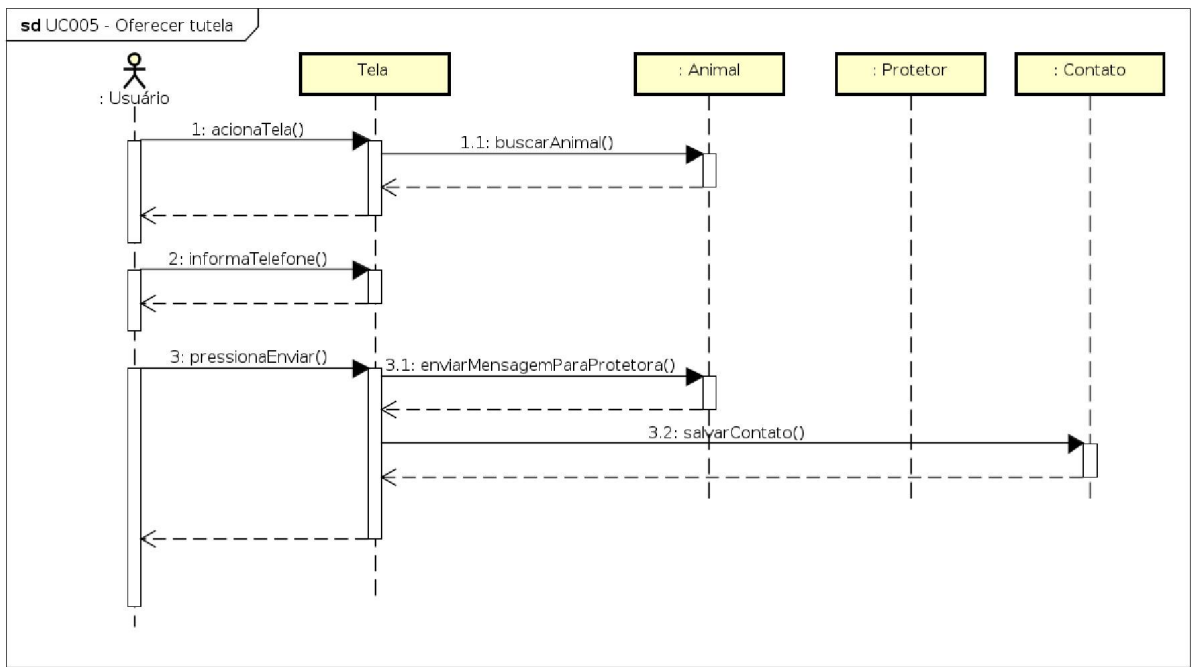 sd UC005 - Oferecer tutela
: Usuário
Tela
: Animal
: Protetor
: Contato
1: acionaTela()
1.1: buscarAnimal()
2: informaTelefone()
3: pressionaEnviar()
3.1: enviarMensagemParaProtetora()
3.2: salvarContato()